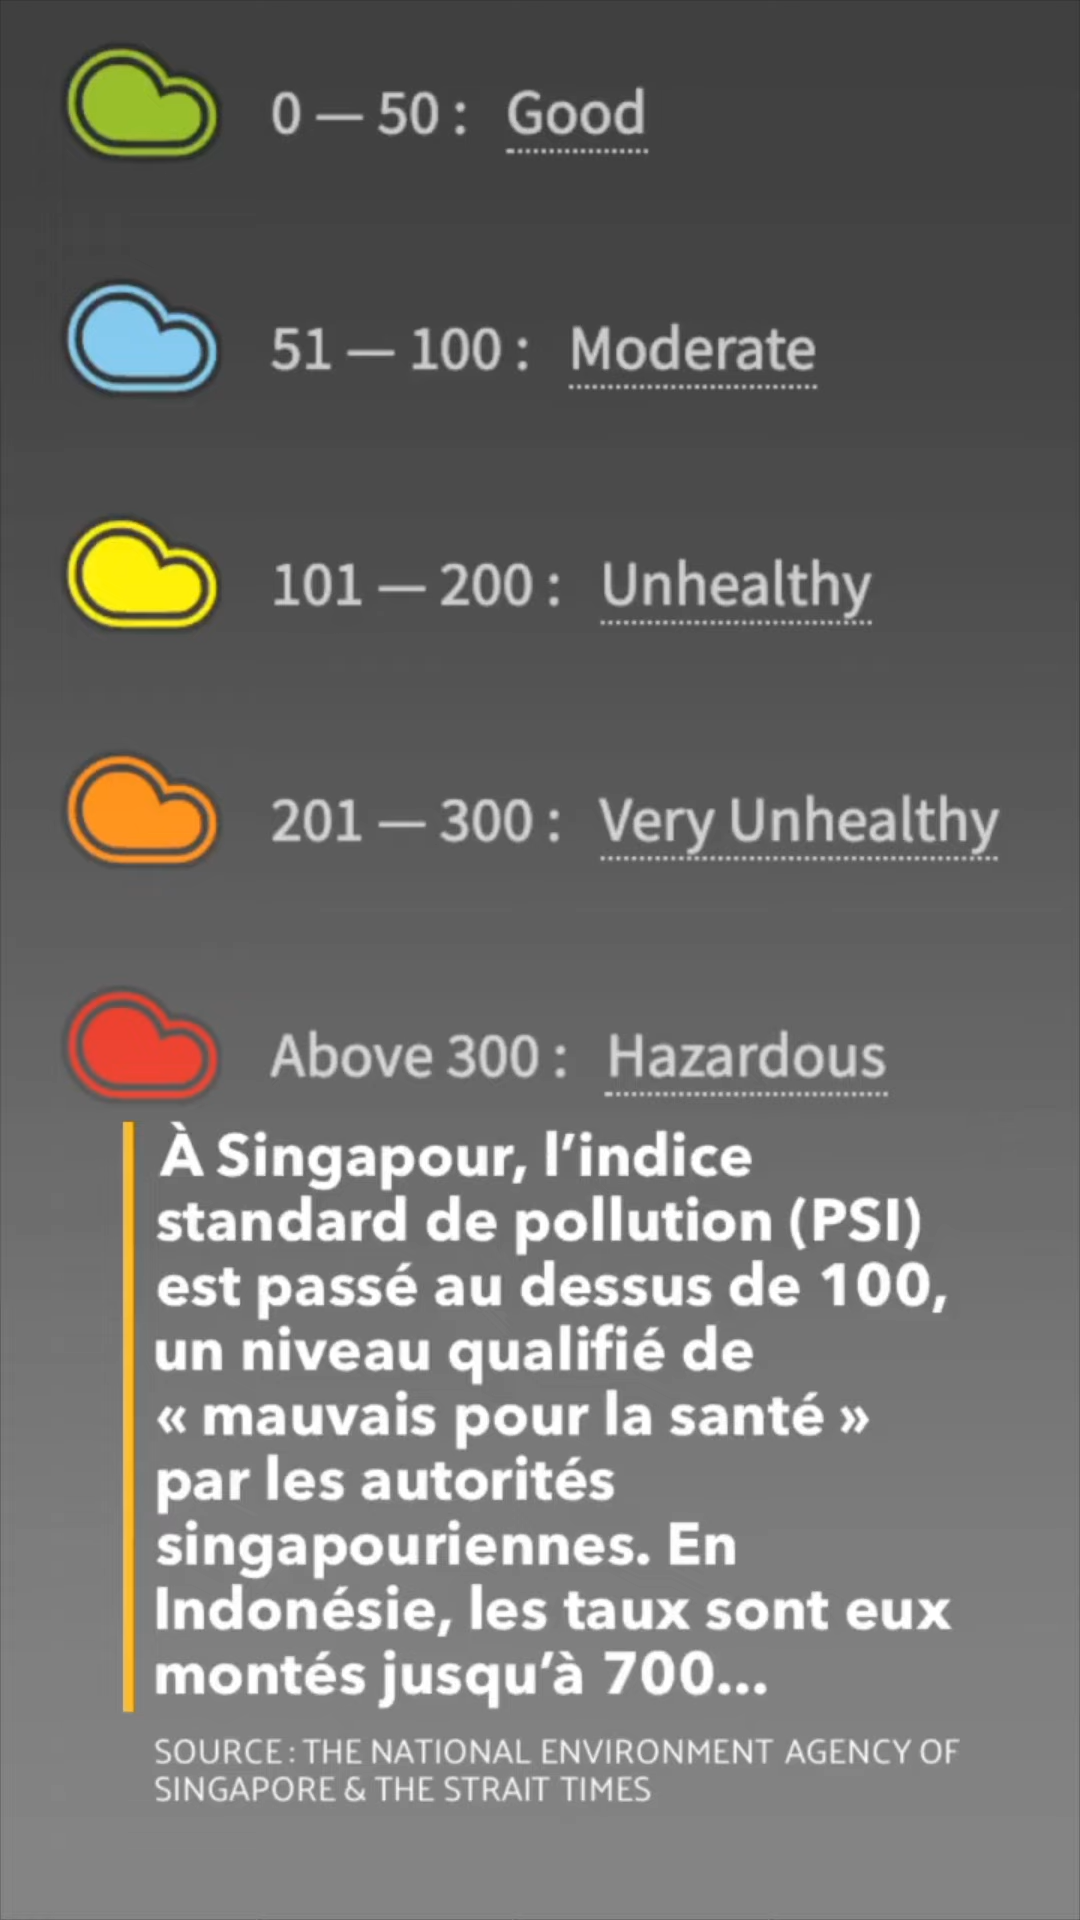 0 — 50 : Good
51 — 100 : Moderate
101 — 200 : Unhealthy
201 — 300 : Very Unhealthy
Above 300 : Hazardous
À Singapour, l’indice
standard de pollution (PSI)
est passé au dessus de 100,
un niveau qualifié de
« mauvais pour la santé »
par les autorités
singapouriennes. En
Indonésie, les taux sont eux
montés jusqu’à 700...
SOURCE : THE NATIONAL ENVIRONMENT AGENCY OF
SINGAPORE & THE STRAIT TIMES